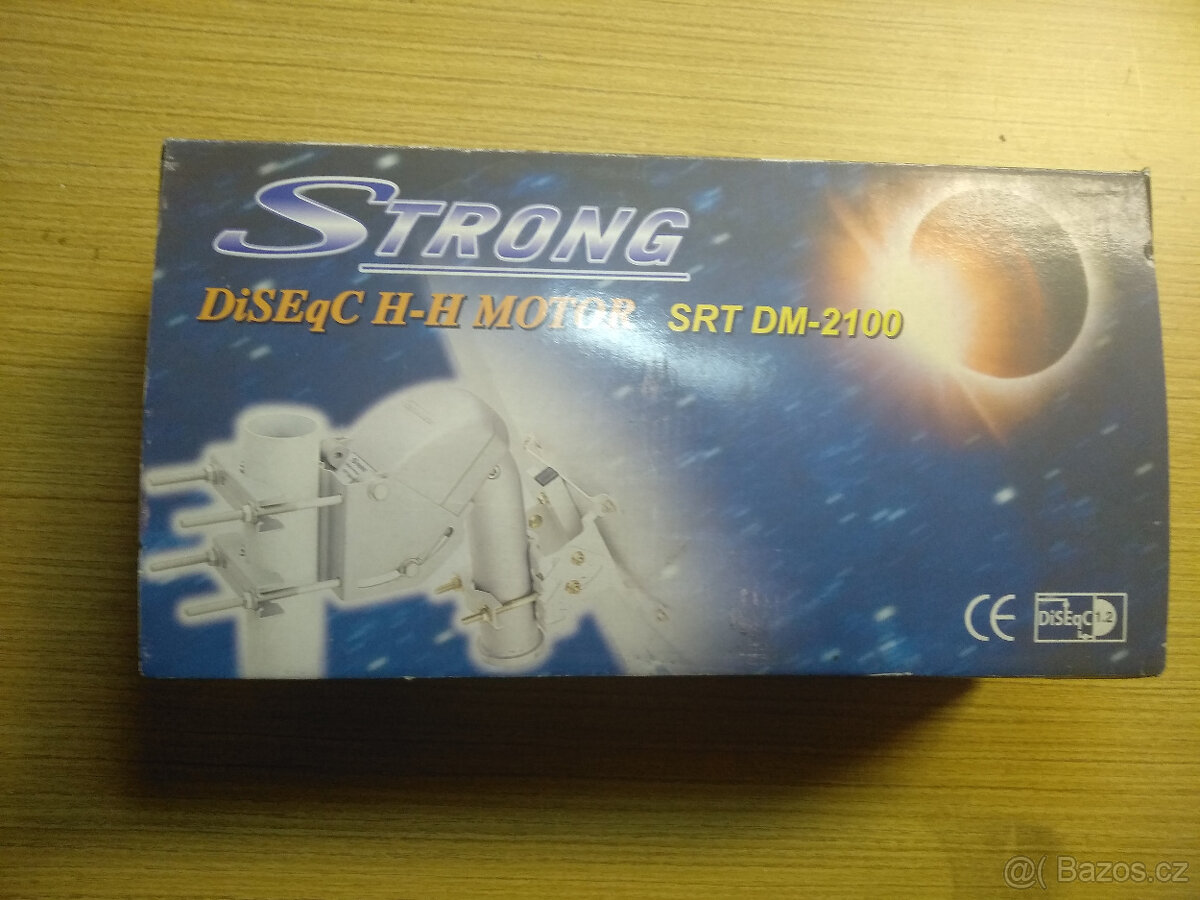 STRONG
DiSEqC H-H MOTOR SRT DM-2100
CE DiSEqC 1.2
@( Bazos.cz